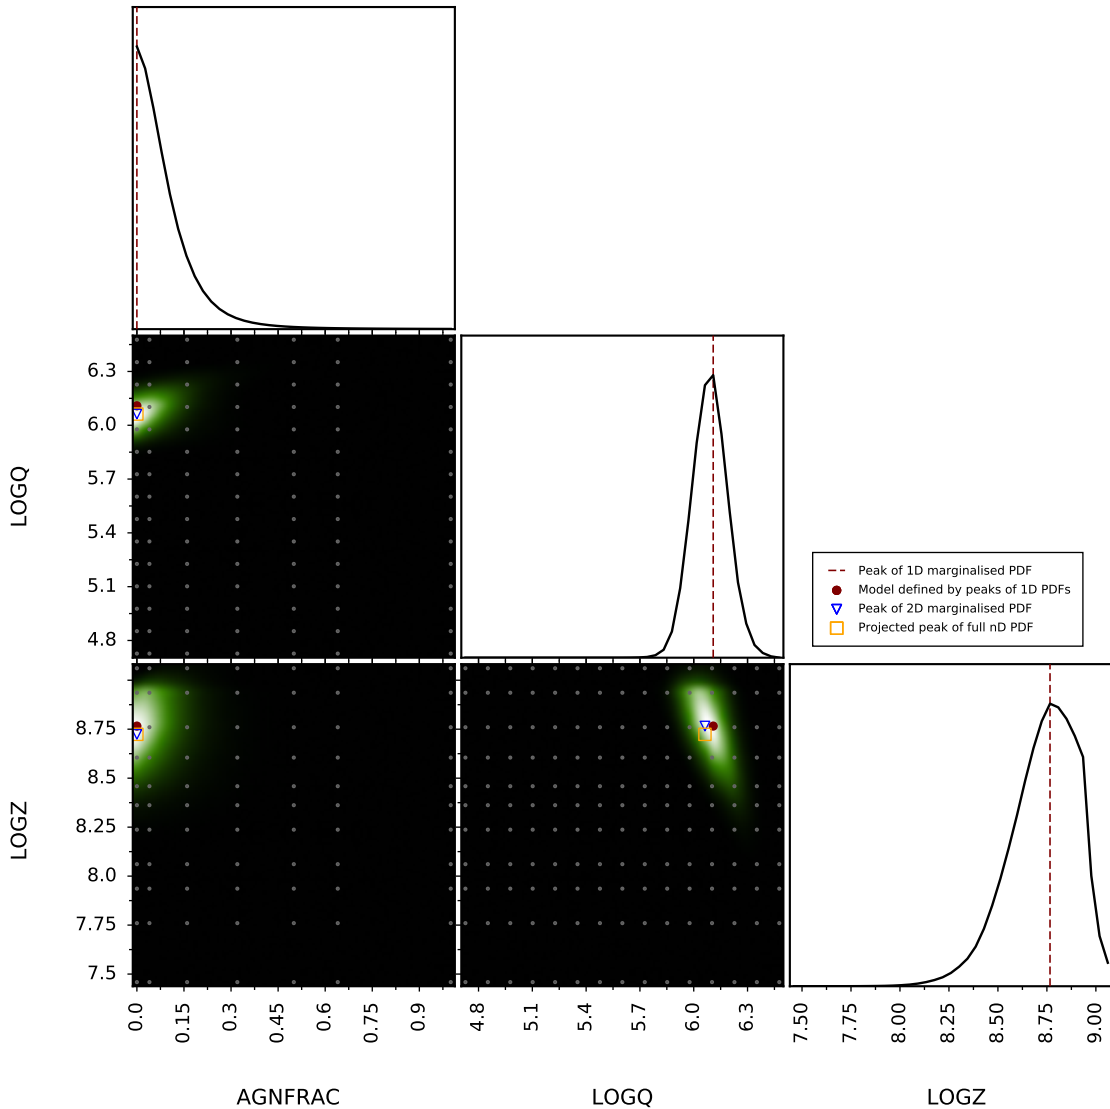 6.3
6.0
5.7
5.4
5.1
4.8
LOGQ
Peak of 1D marginalised PDF
Model defined by peaks of 1D PDFs
Peak of 2D marginalised PDF
Projected peak of full nD PDF
8.75
8.5
8.25
8.0
7.75
7.5
LOGZ
0.0 0.15 0.3 0.45 0.6 0.75 0.9
4.8 5.1 5.4 5.7 6.0 6.3
7.50 7.75 8.00 8.25 8.50 8.75 9.00
AGNFRAC LOGQ LOGZ